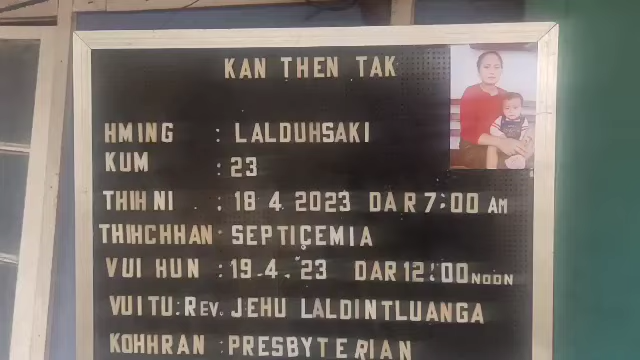 KAN THEN TAK
HMING : LALDUHSAKI
KUM : 23
THIH NI : 18 4 2023 DAR 7:00 AM
THIHCHHAN : SEPTICEMIA
VUI HUN : 19.4.23 DAR 12:00 NOON
VUITU: REV. JEHU LALDINTLUANGA
KOHHRAN : PRESBYTERIAN